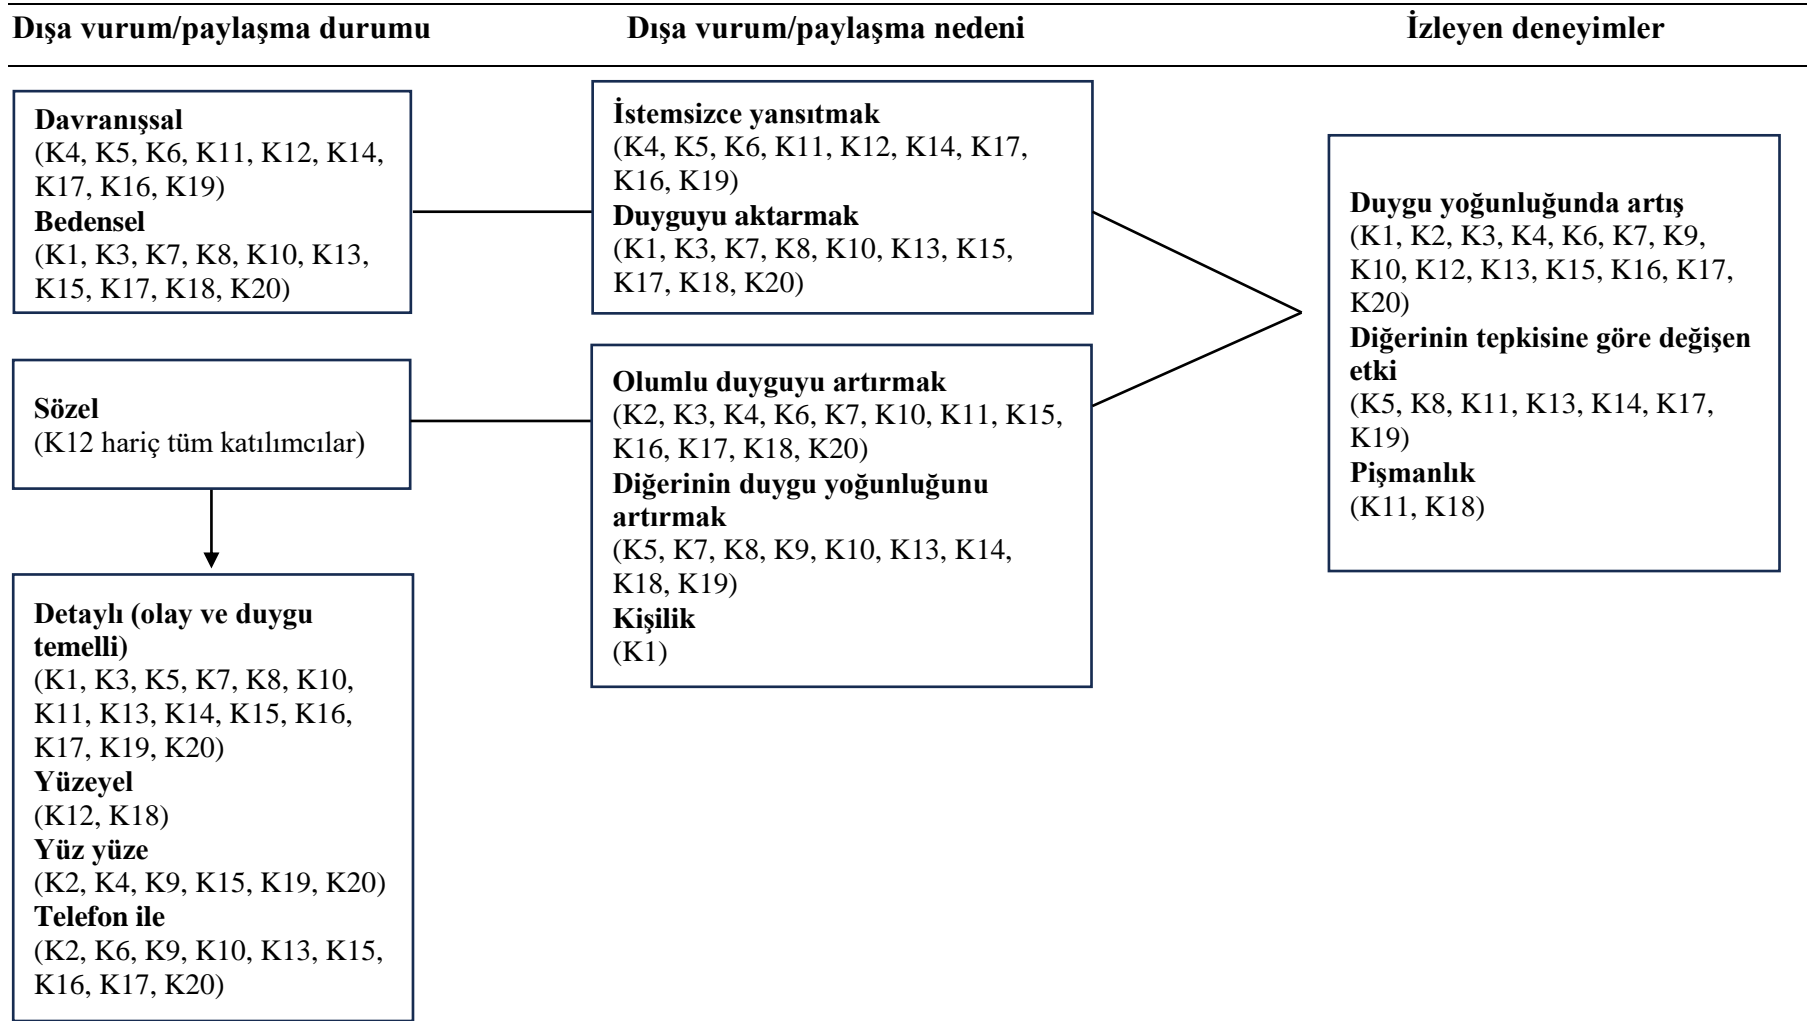 Dışa vurum/paylaşma durumu
Dışa vurum/paylaşma nedeni
İzleyen deneyimler
Davranışsal
(K4, K5, K6, K11, K12, K14,
K17, K16, K19)
Bedensel
(K1, K3, K7, K8, K10, K13,
K15, K17, K18, K20)
Sözel
(K12 hariç tüm katılımcılar)
Detaylı (olay ve duygu
temelli)
(K1, K3, K5, K7, K8, K10,
K11, K13, K14, K15, K16,
K17, K19, K20)
Yüzeyel
(K12, K18)
Yüz yüze
(K2, K4, K9, K15, K19, K20)
Telefon ile
(K2, K6, K9, K10, K13, K15,
K16, K17, K20)
İstemsizce yansıtmak
(K4, K5, K6, K11, K12, K14, K17,
K16, K19)
Duyguyu aktarmak
(K1, K3, K7, K8, K10, K13, K15,
K17, K18, K20)
Olumlu duyguyu artırmak
(K2, K3, K4, K6, K7, K10, K11, K15,
K16, K17, K18, K20)
Diğerinin duygu yoğunluğunu
artırmak
(K5, K7, K8, K9, K10, K13, K14,
K18, K19)
Kişilik
(K1)
Duygu yoğunluğunda artış
(K1, K2, K3, K4, K6, K7, K9,
K10, K12, K13, K15, K16, K17,
K20)
Diğerinin tepkisine göre değişen
etki
(K5, K8, K11, K13, K14, K17,
K19)
Pişmanlık
(K11, K18)